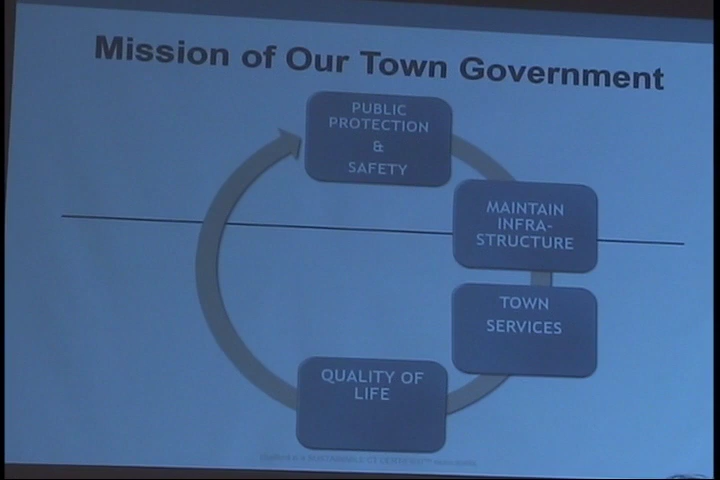 Mission of Our Town Government
PUBLIC
PROTECTION
&
SAFETY
MAINTAIN
INFRA-
STRUCTURE
TOWN
SERVICES
QUALITY OF
LIFE